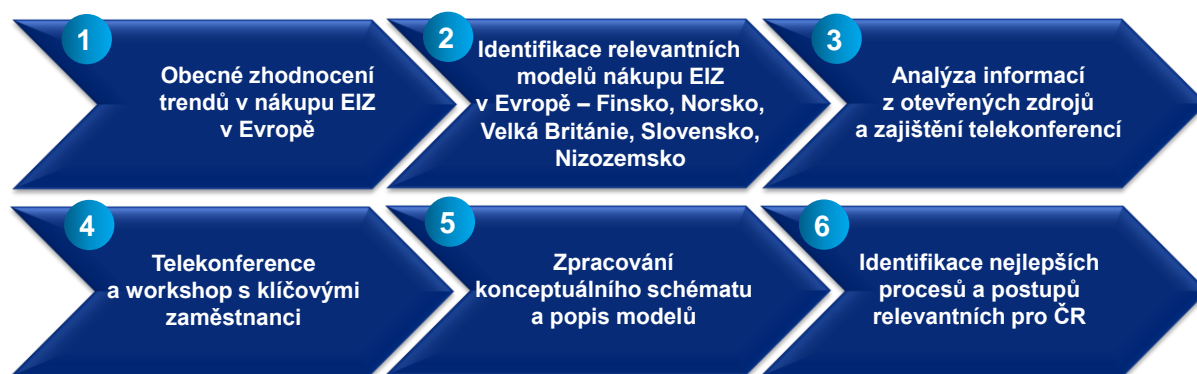 1
Obecné zhodnocení
trendů v nákupu EIZ
v Evropě
2
Identifikace relevantních
modelů nákupu EIZ
v Evropě – Finsko, Norsko,
Velká Británie, Slovensko,
Nizozemsko
3
Analýza informací
z otevřených zdrojů
a zajištění telekonferencí
4
Telekonference
a workshop s klíčovými
zaměstnanci
5
Zpracování
konceptuálního schématu
a popis modelů
6
Identifikace nejlepších
procesů a postupů
relevantních pro ČR